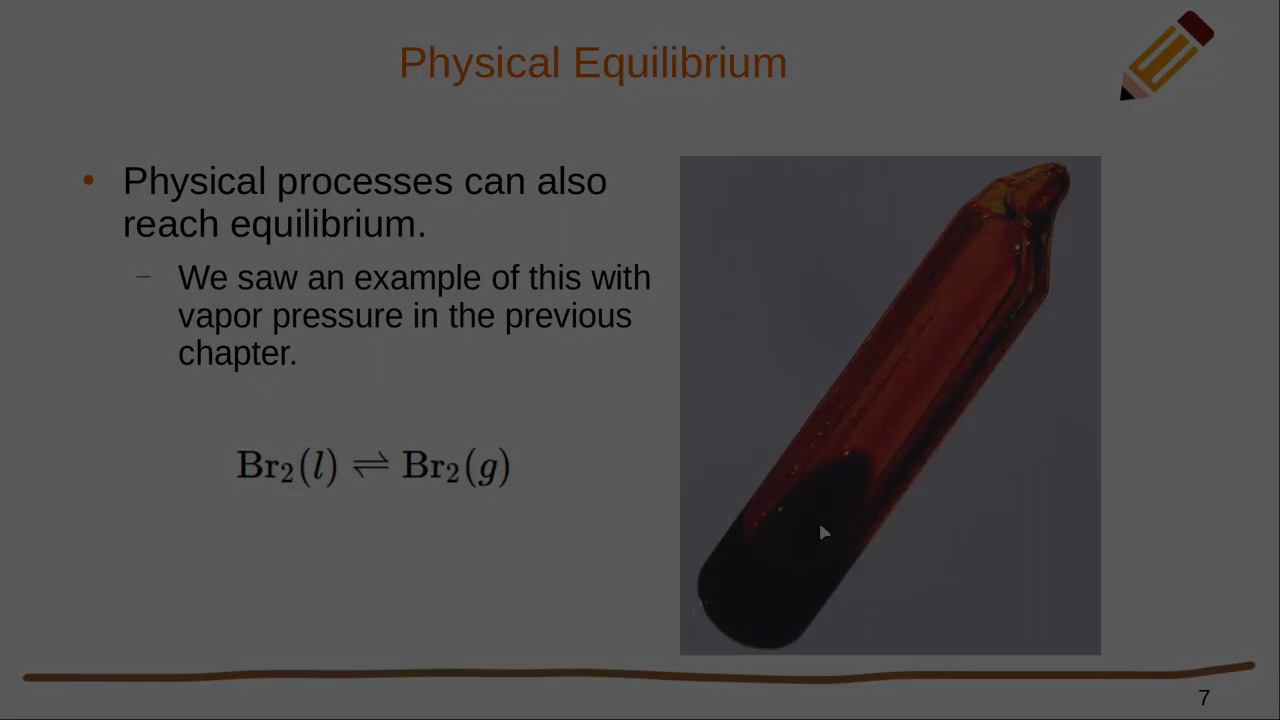 Physical Equilibrium
• Physical processes can also
reach equilibrium.
– We saw an example of this with
vapor pressure in the previous
chapter.
Br₂(l) ⇌ Br₂(g)
7